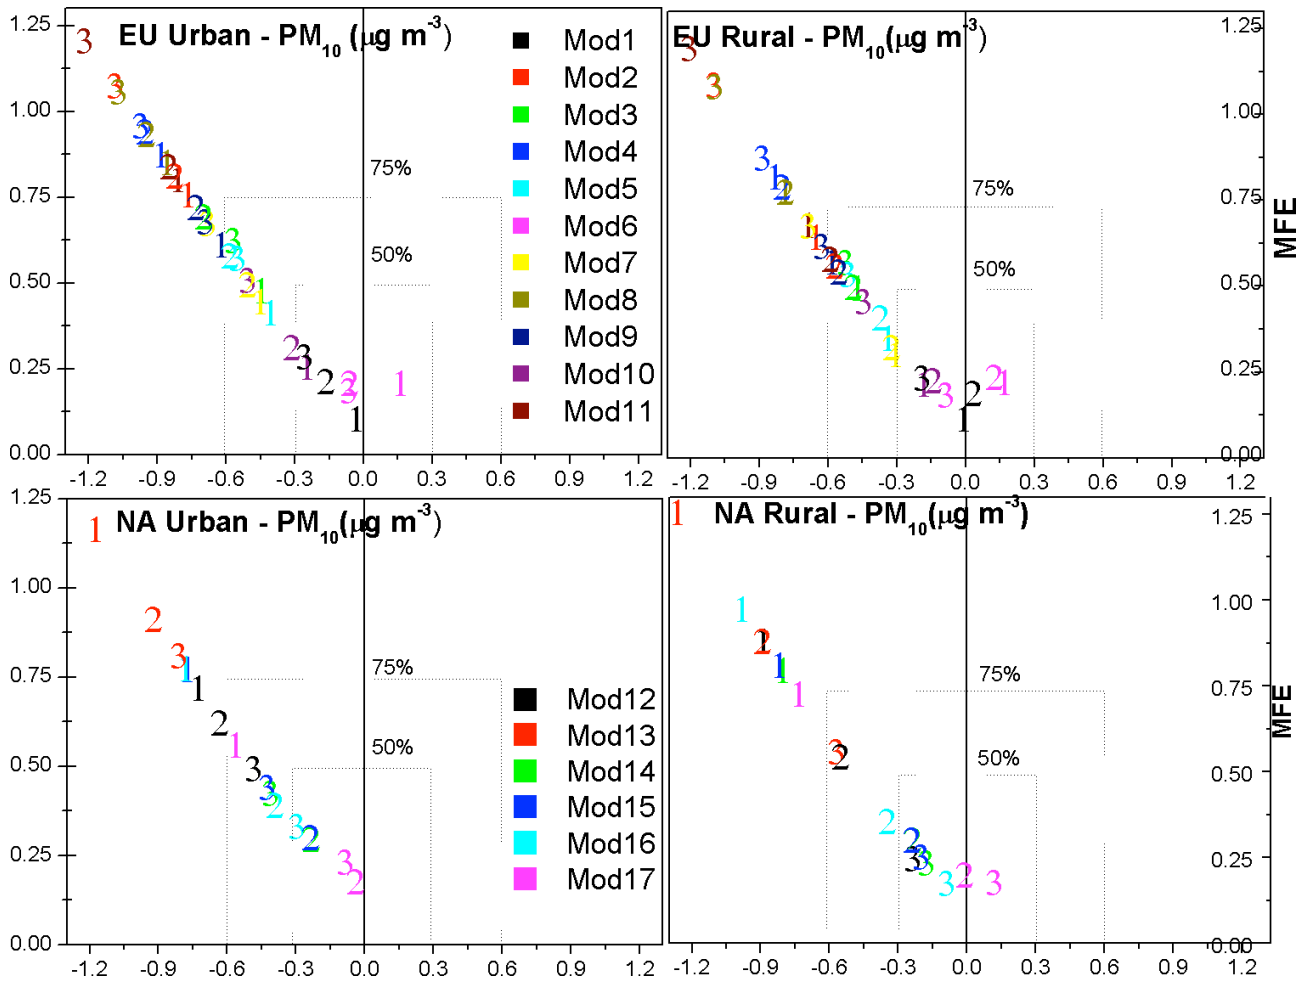 EU Urban - PM10 (μg m-3)
1.25
1.00
0.75
0.50
0.25
0.00
75%
50%
Mod1
Mod2
Mod3
Mod4
Mod5
Mod6
Mod7
Mod8
Mod9
Mod10
Mod11
-1.2 -0.9 -0.6 -0.3 0.0 0.3 0.6 0.9 1.2
EU Rural - PM10 (μg m-3)
75%
50%
1.25
1.00
0.75
0.50
0.25
0.00
MFE
-1.2 -0.9 -0.6 -0.3 0.0 0.3 0.6 0.9 1.2
NA Urban - PM10(μg m-3)
1.25
1.00
0.75
0.50
0.25
0.00
75%
50%
Mod12
Mod13
Mod14
Mod15
Mod16
Mod17
-1.2 -0.9 -0.6 -0.3 0.0 0.3 0.6 0.9 1.2
NA Rural - PM10(μg m-3)
75%
50%
1.25
1.00
0.75
0.50
0.25
0.00
MFE
-1.2 -0.9 -0.6 -0.3 0.0 0.3 0.6 0.9 1.2